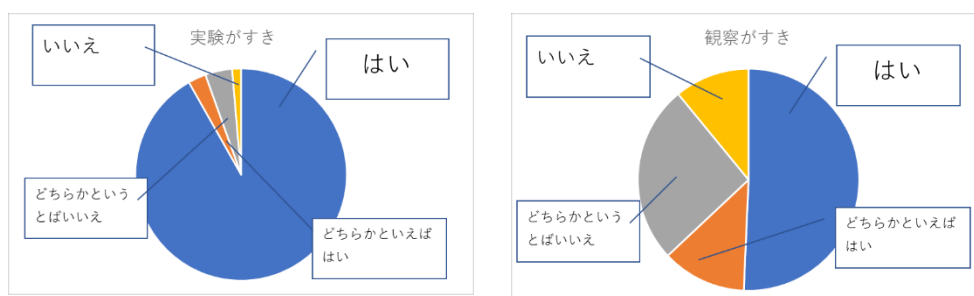 実験がすき
いいえ
はい
どちらかという
とばいいえ
どちらかといえば
はい
観察がすき
いいえ
はい
どちらかという
とばいいえ
どちらかといえば
はい